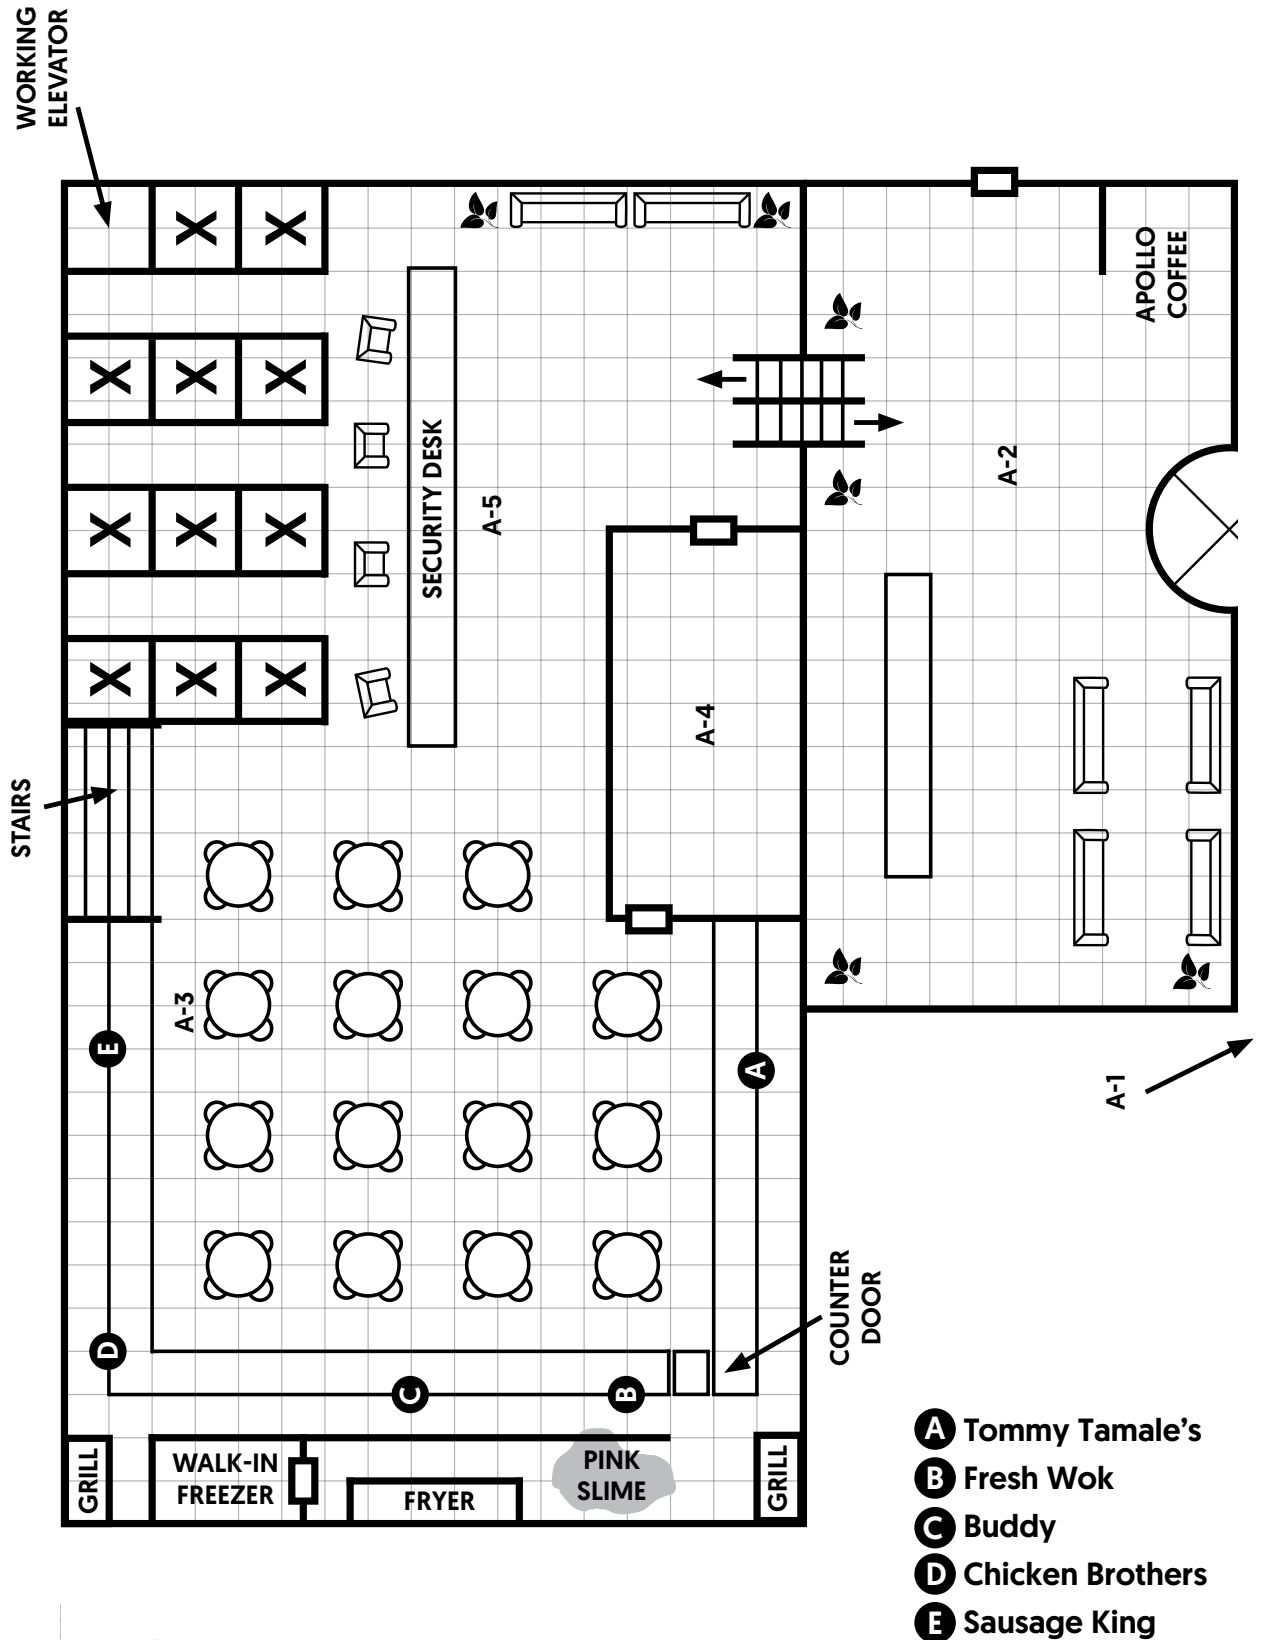 WORKING
ELEVATOR
X
X
X
X
X
X
X
X
X
X
X
APOLLO
COFFEE
SECURITY DESK
A-5
A-2
A-4
STAIRS
E
A-3
A
A-1
D
C
B
COUNTER
DOOR
GRILL
WALK-IN
FREEZER
FRYER
PINK
SLIME
GRILL
A Tommy Tamale's
B Fresh Wok
C Buddy
D Chicken Brothers
E Sausage King